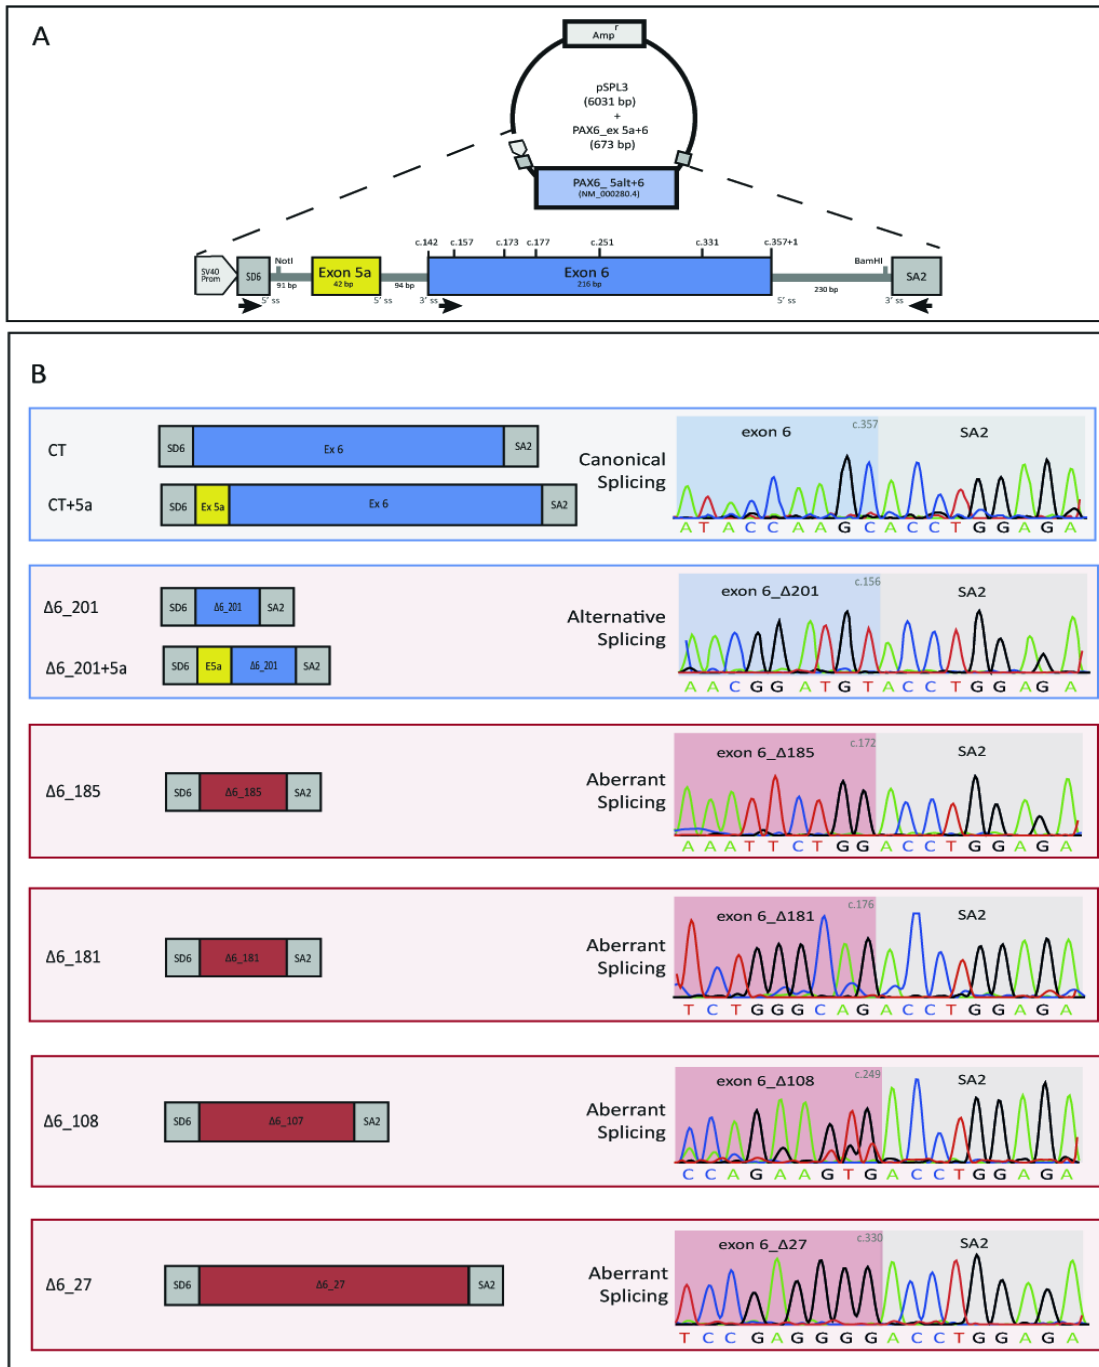 A
Amp r
pSPL3
(6031 bp)
+
PAX6_ex 5a+6
(673 bp)
PAX6_ 5alt+6
(NM_000280.4)
c.142 c.157 c.173 c.177 c.251 c.331 c.357+1
SV40 Prom
SD6
NotI
91 bp
5' ss
Exon 5a
42 bp
5' ss
94 bp
3' ss
Exon 6
216 bp
5' ss
230 bp
BamHI
3' ss
SA2
B
CT
SD6 Ex 6 SA2
CT+5a
SD6 Ex 5a Ex 6 SA2
Canonical
Splicing
exon 6 c.357 SA2
A T A C C A A G C A C C T G G A G A
Δ6_201
SD6 Δ6_201 SA2
Δ6_201+5a
SD6 E5a Δ6_201 SA2
Alternative
Splicing
exon 6_Δ201 c.156 SA2
A A C G G A T G T A C C T G G A G A
Δ6_185
SD6 Δ6_185 SA2
Aberrant
Splicing
exon 6_Δ185 c.172 SA2
A A A T T C T G G A C C T G G A G A
Δ6_181
SD6 Δ6_181 SA2
Aberrant
Splicing
exon 6_Δ181 c.176 SA2
T C T G G G C A G A C C T G G A G A
Δ6_108
SD6 Δ6_107 SA2
Aberrant
Splicing
exon 6_Δ108 c.249 SA2
C C A G A A G T G A C C T G G A G A
Δ6_27
SD6 Δ6_27 SA2
Aberrant
Splicing
exon 6_Δ27 c.330 SA2
T C C G A G G G G A C C T G G A G A